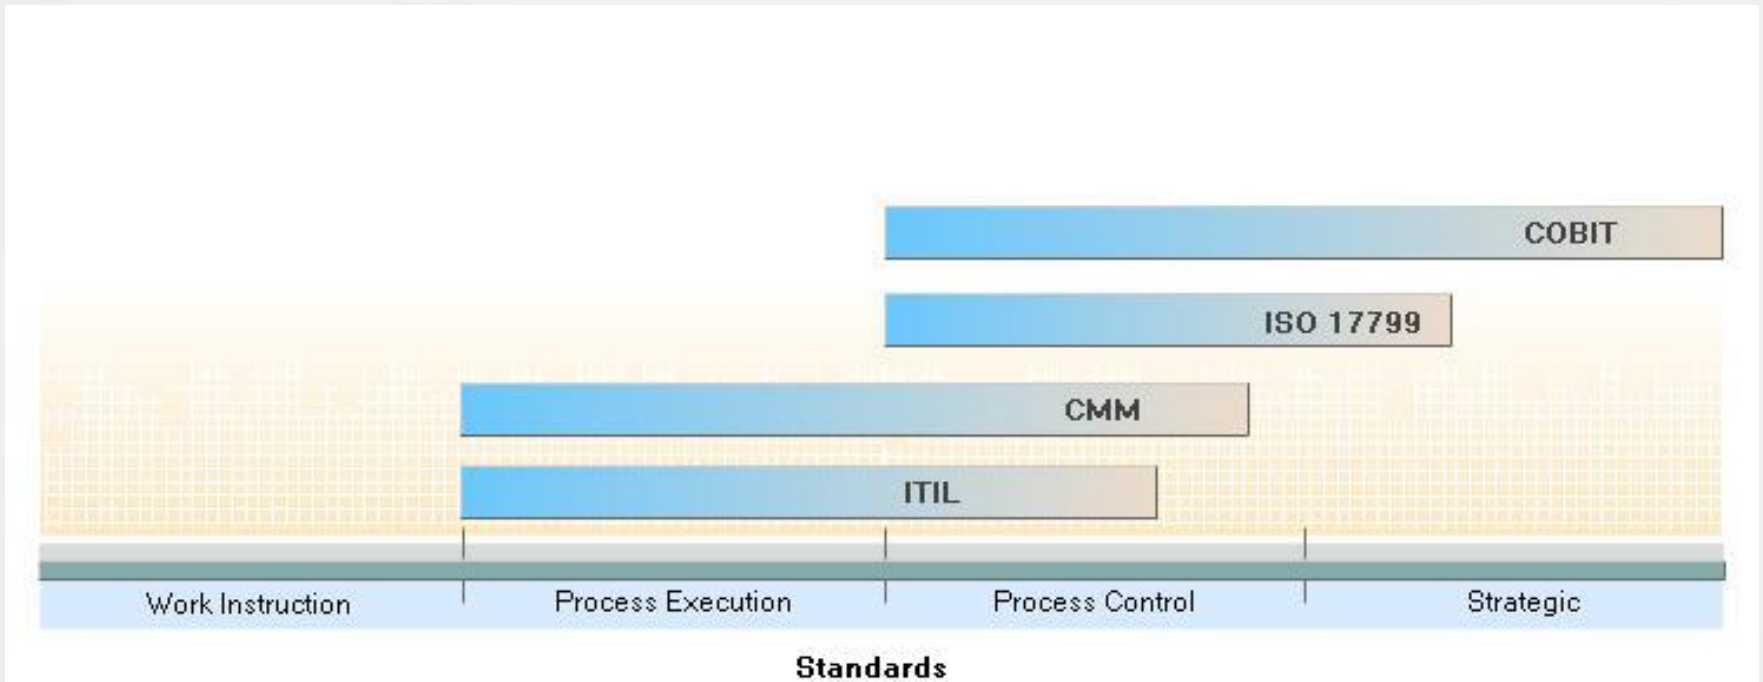 COBIT
ISO 17799
CMM
ITIL
Work Instruction Process Execution Process Control Strategic
Standards